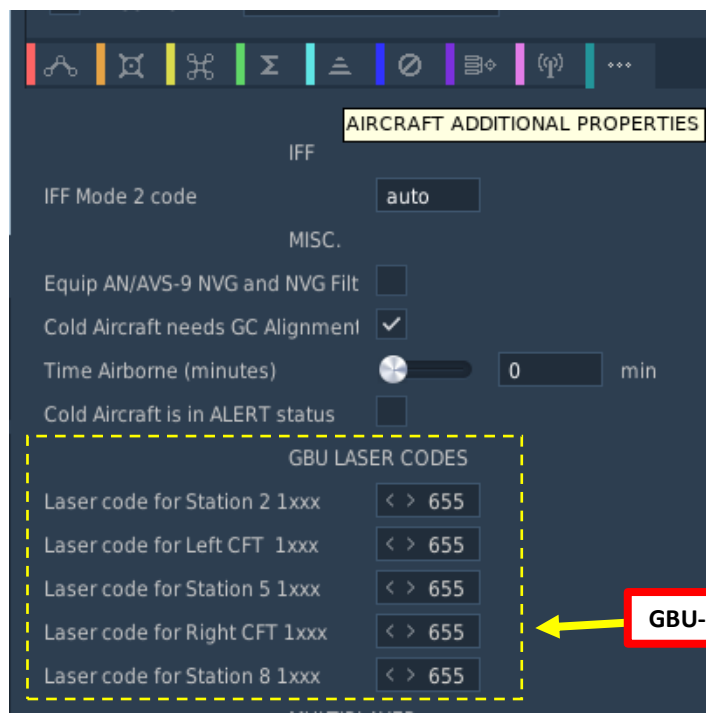 AIRCRAFT ADDITIONAL PROPERTIES
IFF
IFF Mode 2 code auto
MISC.
Equip AN/AVS-9 NVG and NVG Filt
Cold Aircraft needs GC Alignment
Time Airborne (minutes) 0 min
Cold Aircraft is in ALERT status
GBU LASER CODES
Laser code for Station 2 1xxx < > 655
Laser code for Left CFT 1xxx < > 655
Laser code for Station 5 1xxx < > 655
GBU-
Laser code for Right CFT 1xxx < > 655
Laser code for Station 8 1xxx < > 655